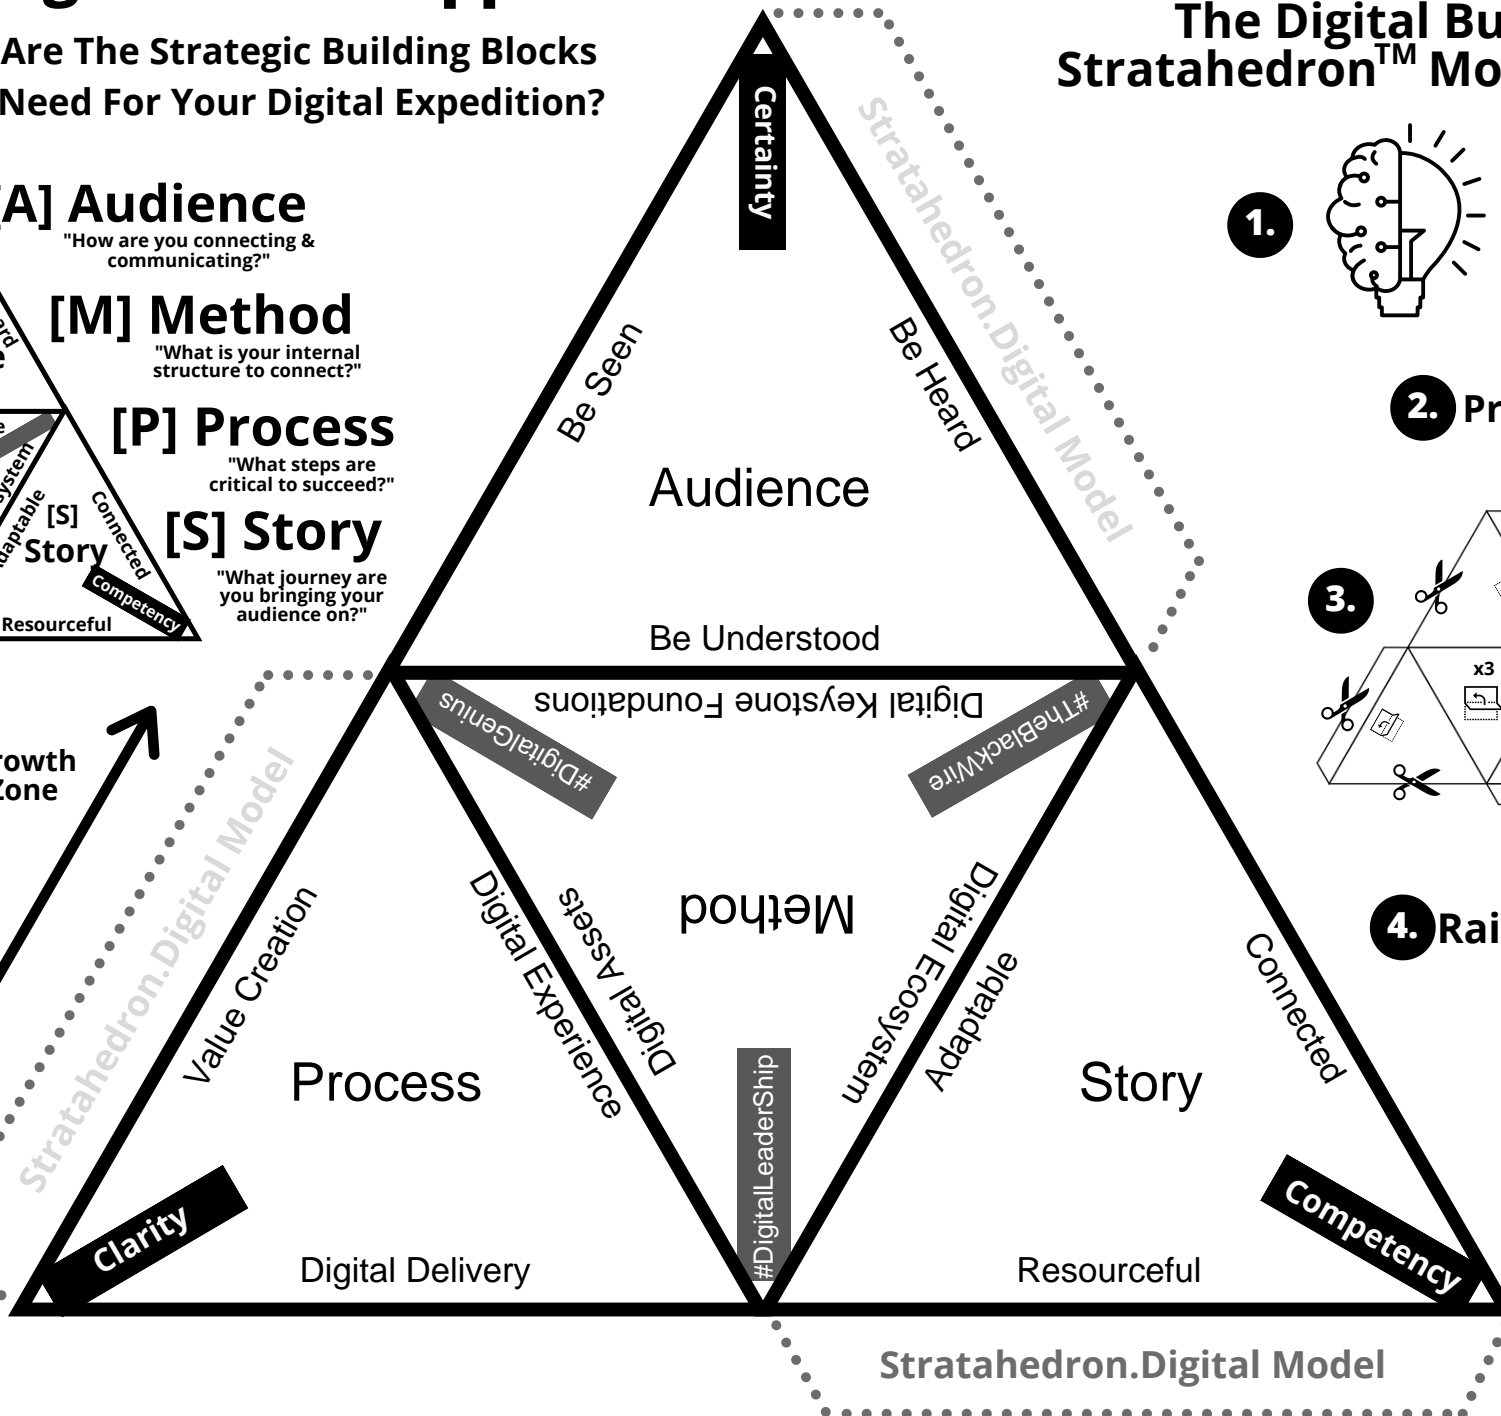 Are The Strategic Building Blocks
Need For Your Digital Expedition?
[A] Audience
"How are you connecting &
communicating?"
[M] Method
"What is your internal
structure to connect?"
[P] Process
"What steps are
critical to succeed?"
[S] Story
"What journey are
you bringing your
audience on?"
[S]
Story
Connected
Competency
Resourceful
Zone
Certainty
Be Seen
Be Heard
Audience
Be Understood
Stratahedron.Digital Model
Digital Keystone Foundations
#DigitalGenius
#TheBlackWire
Method
Digital Assets
Digital Ecosystem
#DigitalLeaderShip
Stratahedron.Digital Model
Value Creation
Digital Experience
Process
Clarity
Digital Delivery
Adaptable
Connected
Story
Competency
Resourceful
Stratahedron.Digital Model
The Digital Bu
Stratahedron™ Mo
1.
2. Pr
3.
x3
4. Rai